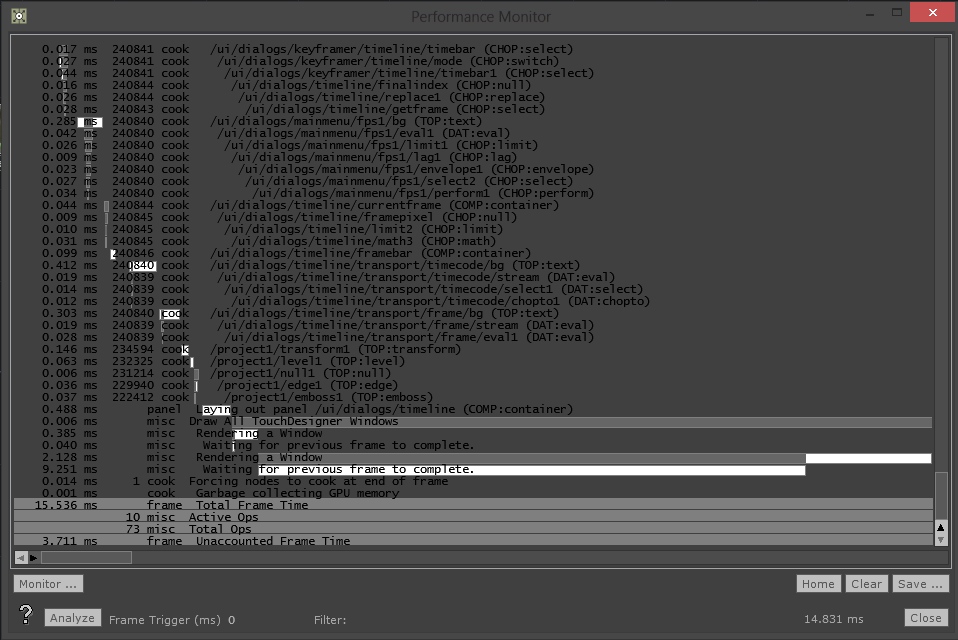 Performance Monitor
0.017 ms 240841 cook /ui/dialogs/keyframer/timeline/timebar (CHOP:select)
0.027 ms 240841 cook /ui/dialogs/keyframer/timeline/mode (CHOP:switch)
0.044 ms 240841 cook /ui/dialogs/keyframer/timeline/timebar1 (CHOP:select)
0.016 ms 240844 cook /ui/dialogs/timeline/finalindex (CHOP:null)
0.026 ms 240844 cook /ui/dialogs/timeline/replace1 (CHOP:replace)
0.028 ms 240843 cook /ui/dialogs/timeline/getframe (CHOP:select)
0.285 ms 240840 cook /ui/dialogs/mainmenu/fps1/bg (TOP:text)
0.042 ms 240840 cook /ui/dialogs/mainmenu/fps1/eval1 (DAT:eval)
0.026 ms 240840 cook /ui/dialogs/mainmenu/fps1/limit1 (CHOP:limit)
0.009 ms 240840 cook /ui/dialogs/mainmenu/fps1/lag1 (CHOP:lag)
0.023 ms 240840 cook /ui/dialogs/mainmenu/fps1/envelope1 (CHOP:envelope)
0.027 ms 240840 cook /ui/dialogs/mainmenu/fps1/select2 (CHOP:select)
0.034 ms 240840 cook /ui/dialogs/mainmenu/fps1/perform1 (CHOP:perform)
0.044 ms 240844 cook /ui/dialogs/timeline/currentframe (COMP:container)
0.009 ms 240845 cook /ui/dialogs/timeline/framepixel (CHOP:null)
0.010 ms 240845 cook /ui/dialogs/timeline/limit2 (CHOP:limit)
0.031 ms 240845 cook /ui/dialogs/timeline/math3 (CHOP:math)
0.099 ms 240846 cook /ui/dialogs/timeline/framebar (COMP:container)
0.412 ms 240840 cook /ui/dialogs/timeline/transport/timecode/bg (TOP:text)
0.019 ms 240839 cook /ui/dialogs/timeline/transport/timecode/stream (DAT:eval)
0.014 ms 240839 cook /ui/dialogs/timeline/transport/timecode/select1 (DAT:select)
0.012 ms 240839 cook /ui/dialogs/timeline/transport/timecode/chopto1 (DAT:chopto)
0.303 ms 240840 cook /ui/dialogs/timeline/transport/frame/bg (TOP:text)
0.019 ms 240839 cook /ui/dialogs/timeline/transport/frame/stream (DAT:eval)
0.028 ms 240839 cook /ui/dialogs/timeline/transport/frame/eval1 (DAT:eval)
0.146 ms 234594 cook /project1/transform1 (TOP:transform)
0.063 ms 232325 cook /project1/level1 (TOP:level)
0.006 ms 231214 cook /project1/null1 (TOP:null)
0.036 ms 229940 cook /project1/edge1 (TOP:edge)
0.037 ms 222412 cook /project1/emboss1 (TOP:emboss)
0.488 ms panel Laying out panel /ui/dialogs/timeline (COMP:container)
0.006 ms misc Draw All TouchDesigner Windows
0.385 ms misc Rendering a Window
0.040 ms misc Waiting for previous frame to complete.
2.128 ms misc Rendering a Window
9.251 ms misc Waiting for previous frame to complete.
0.014 ms 1 cook Forcing nodes to cook at end of frame
0.001 ms cook Garbage collecting GPU memory
15.536 ms frame Total Frame Time
10 misc Active Ops
73 misc Total Ops
3.711 ms frame Unaccounted Frame Time
Monitor ... Home Clear Save ...
? Analyze Frame Trigger (ms) 0 Filter: 14.831 ms Close